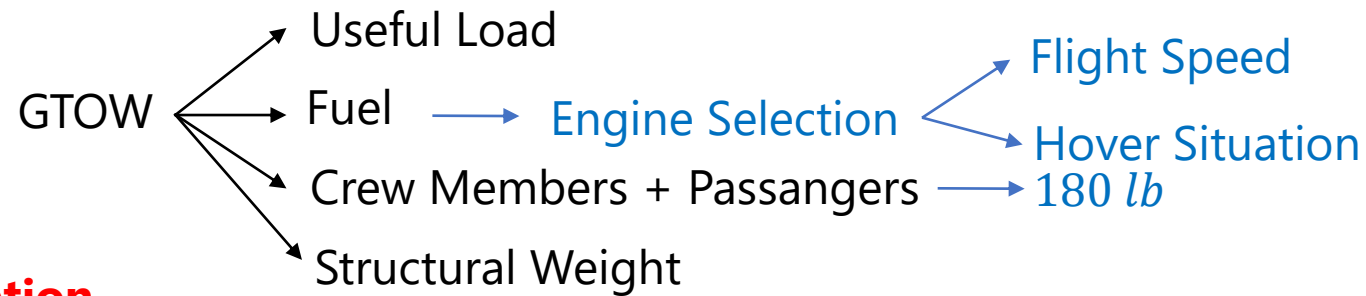 Useful Load
Flight Speed
GTOW
Fuel
Engine Selection
Hover Situation
Crew Members + Passangers
180 lb
Structural Weight